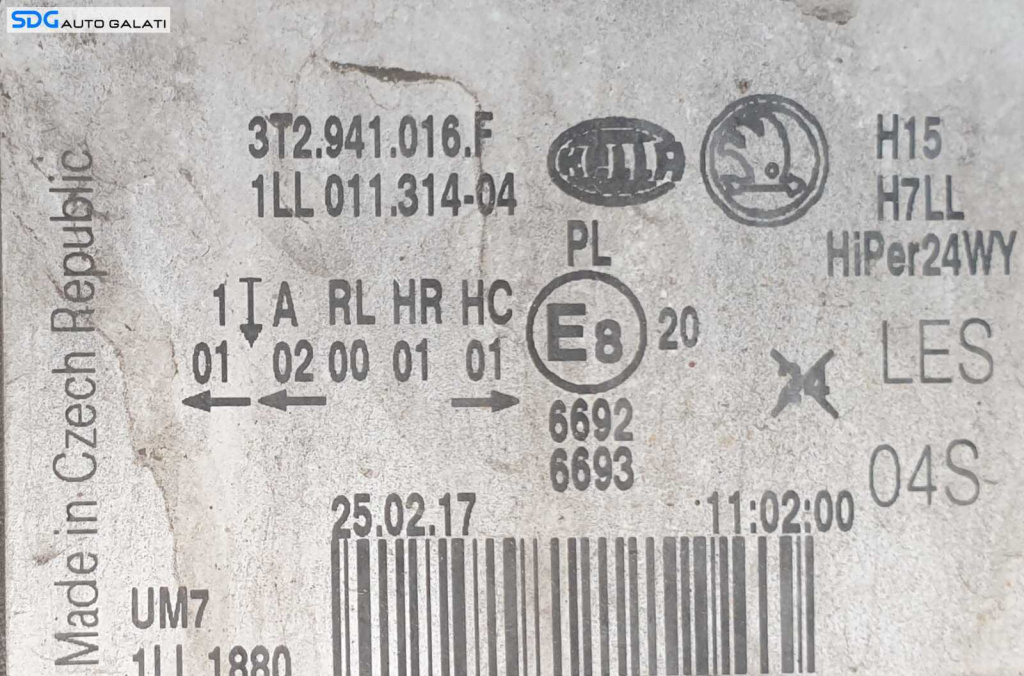 SDG AUTO GALATI
3T2.941.016.F
1LL 011.314-04
HELLA
H15
H7LL
HiPer24WY
PL
1 A RL HR HC
01 02 00 01 01
E8 20
6692
6693
24
LES
04S
25.02.17 11:02:00
Made in Czech Republic
UM7
1LL 1880